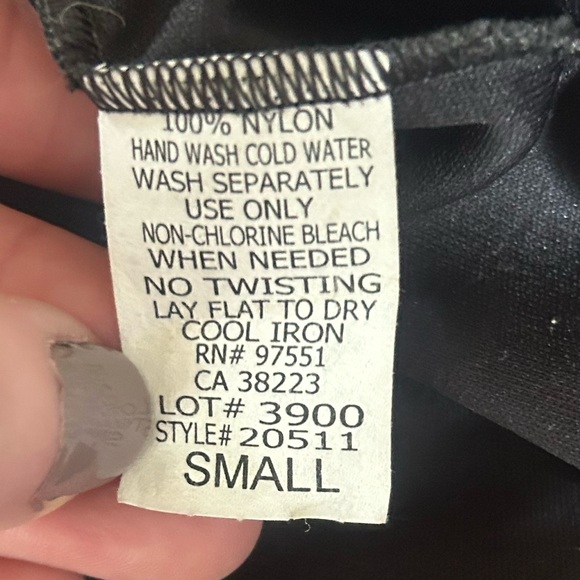 100% NYLON
HAND WASH COLD WATER
WASH SEPARATELY
USE ONLY
NON-CHLORINE BLEACH
WHEN NEEDED
NO TWISTING
LAY FLAT TO DRY
COOL IRON
RN# 97551
CA 38223
LOT# 3900
STYLE# 20511
SMALL